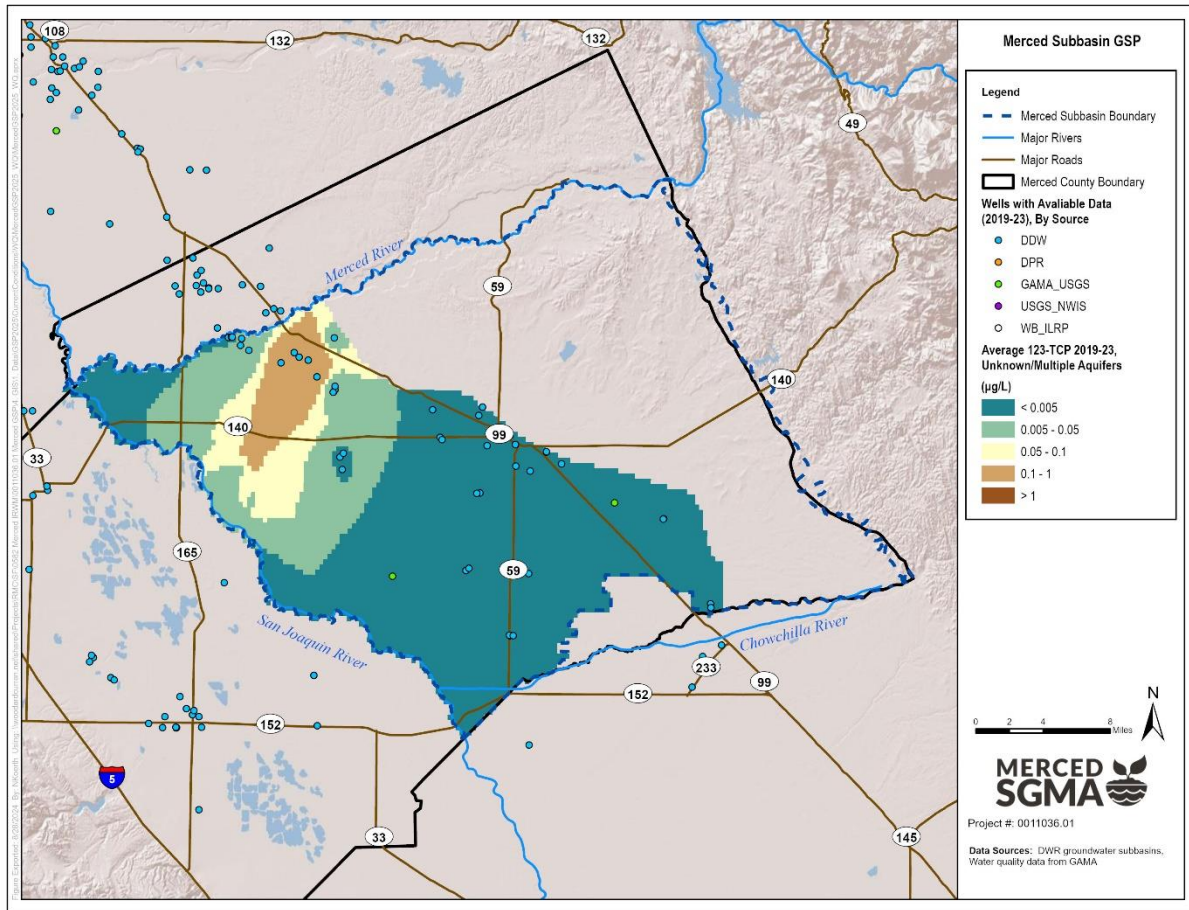 108
132
132
49
Merced River
59
140
140
99
33
165
59
San Joaquin River
Chowchilla River
233
152
99
152
5
33
145
Merced Subbasin GSP
Legend
Merced Subbasin Boundary
Major Rivers
Major Roads
Merced County Boundary
Wells with Avaliable Data
(2019-23), By Source
DDW
DPR
GAMA_USGS
USGS_NWIS
WB_ILRP
Average 123-TCP 2019-23,
Unknown/Multiple Aquifers
(µg/L)
< 0.005
0.005 - 0.05
0.05 - 0.1
0.1 - 1
> 1
N
0 2 4 8
Miles
MERCED
SGMA
Project #: 0011036.01
Data Sources: DWR groundwater subbasins,
Water quality data from GAMA
Figure Exported: 8/26/2024